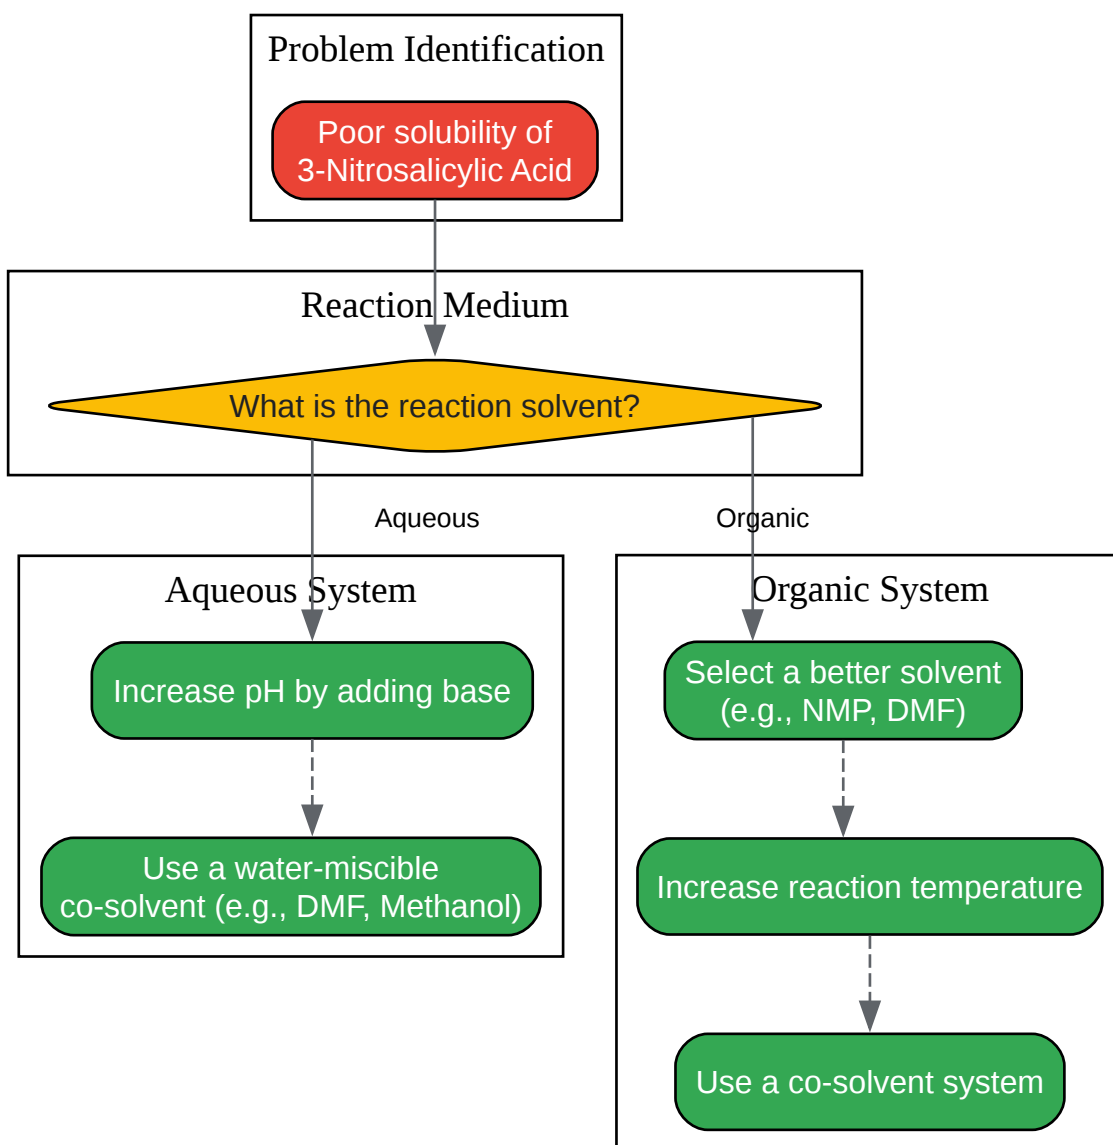 Problem Identification
Poor solubility of
3-Nitrosalicylic Acid
Reaction Medium
What is the reaction solvent?
Aqueous
Organic
Aqueous System
Increase pH by adding base
Use a water-miscible
co-solvent (e.g., DMF, Methanol)
Organic System
Select a better solvent
(e.g., NMP, DMF)
Increase reaction temperature
Use a co-solvent system